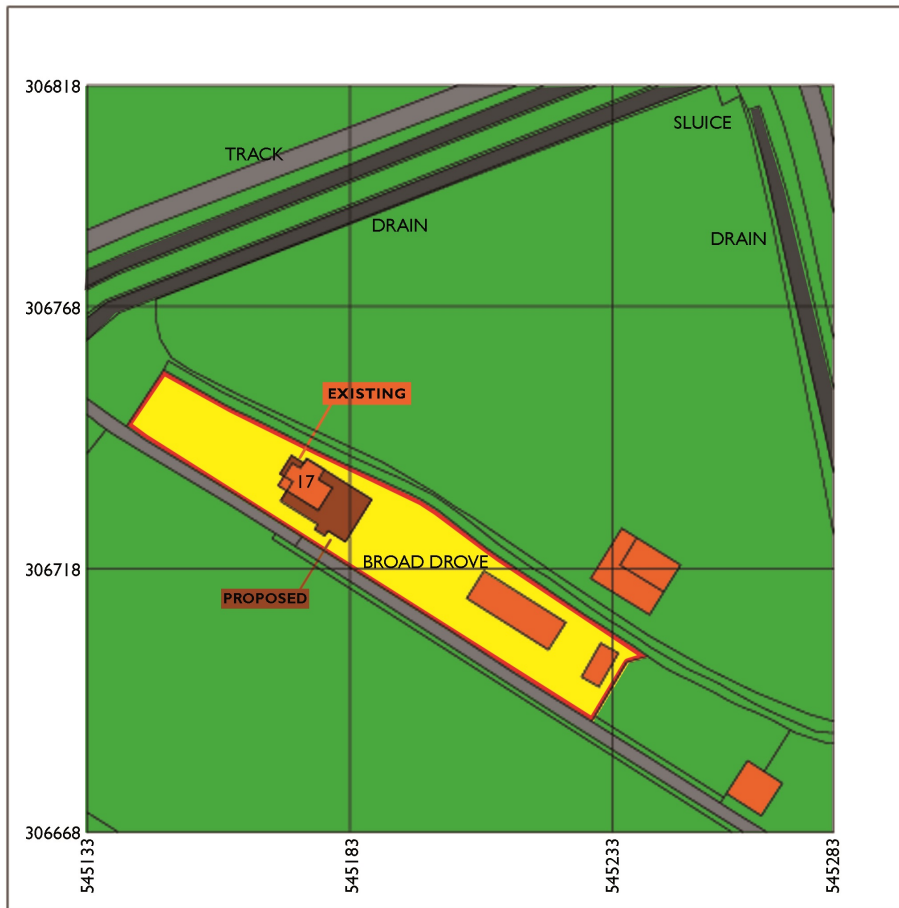 306818
SLUICE
TRACK
DRAIN
DRAIN
306768
EXISTING
17
BROAD DROVE
306718
PROPOSED
306668
545133
545183
545233
545283